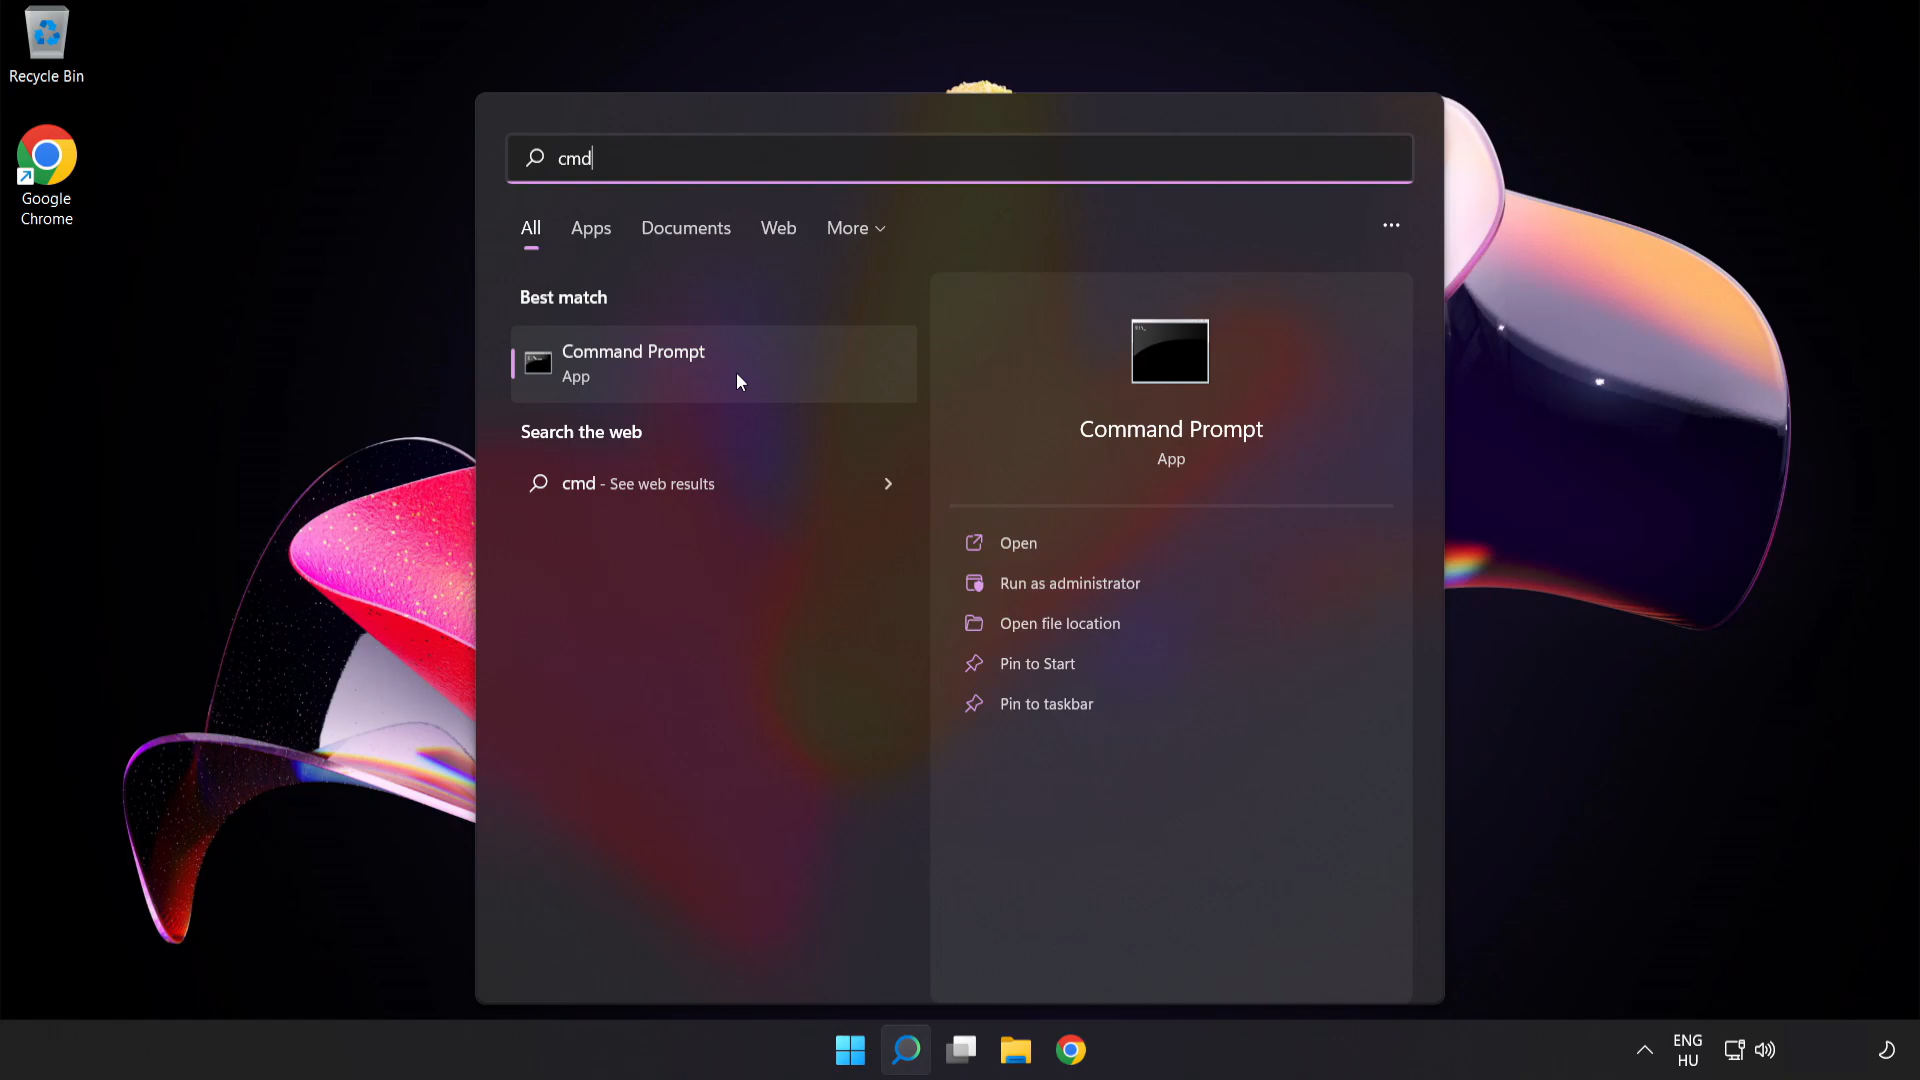 Recycle Bin
Google
Chrome
cmd
All Apps Documents Web More
Best match
Command Prompt
App
Search the web
cmd - See web results
Command Prompt
App
Open
Run as administrator
Open file location
Pin to Start
Pin to taskbar
ENG
HU